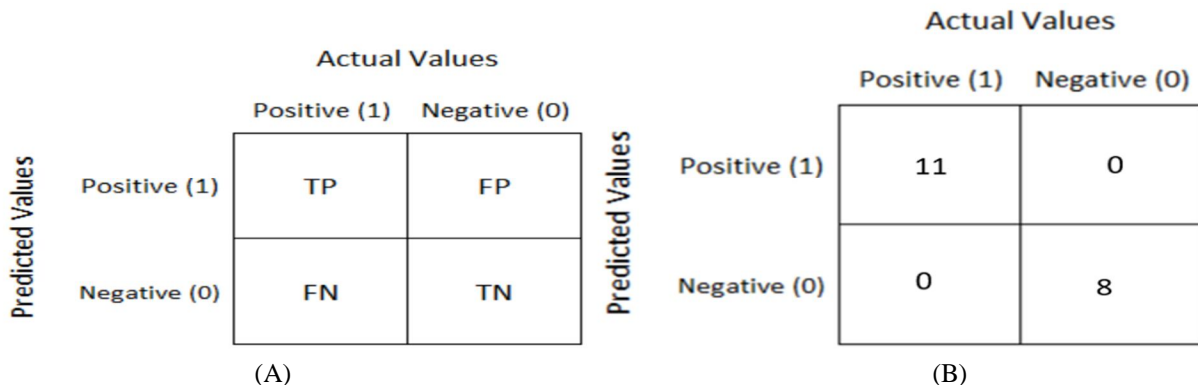 Actual Values
Positive (1) Negative (0)
Predicted Values
Positive (1) TP FP
Negative (0) FN TN
(A)
Actual Values
Positive (1) Negative (0)
Predicted Values
Positive (1) 11 0
Negative (0) 0 8
(B)